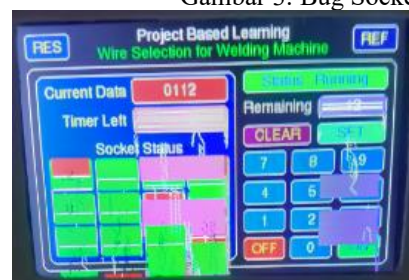 Gambar 5. Bug Socke
RES
Project Based Learning
REF
Wire Selection for Welding Machine
Current Data
0112
Status : Running
Timer Left
Remaining
CLEAR
SET
Socket Status
7
8
9
4
5
1
2
OFF
0